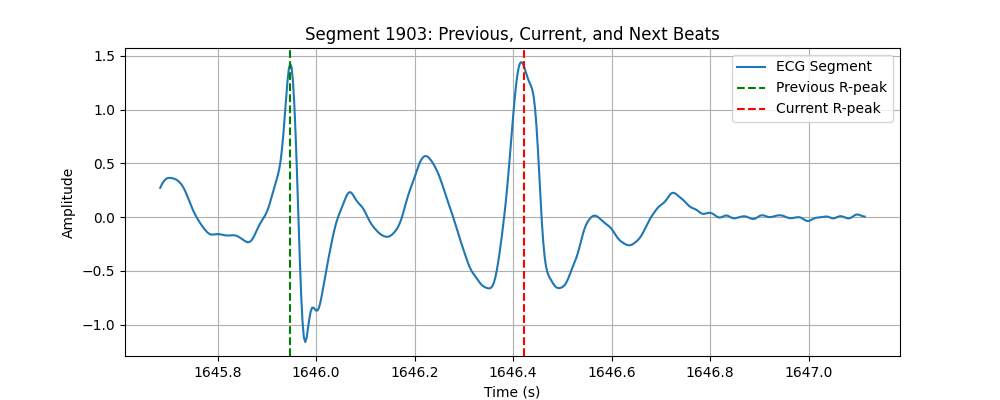 Segment 1903: Previous, Current, and Next Beats
ECG Segment
Previous R-peak
Current R-peak
Amplitude
1.5
1.0
0.5
0.0
−0.5
−1.0
1645.8 1646.0 1646.2 1646.4 1646.6 1646.8 1647.0
Time (s)